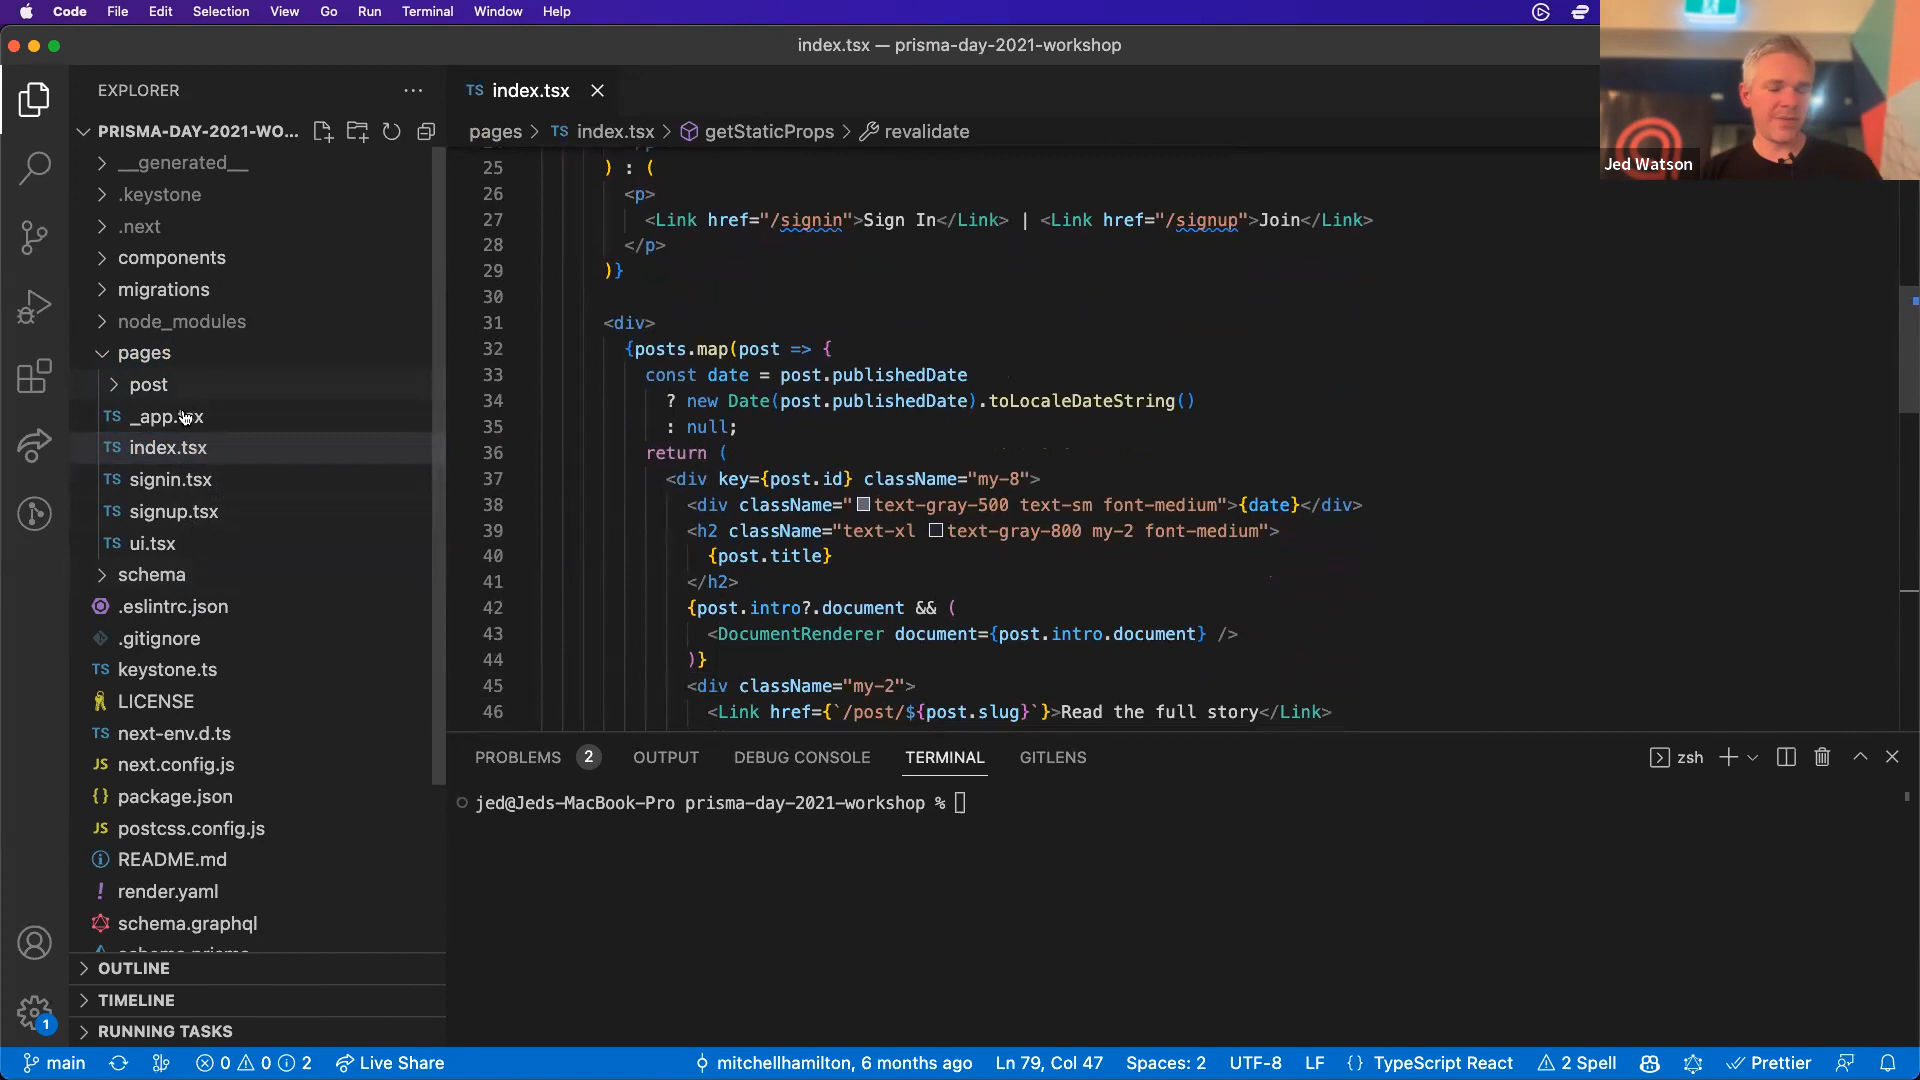 Code File Edit Selection View Go Run Terminal Window Help
index.tsx — prisma-day-2021-workshop
Jed Watson
EXPLORER
PRISMA-DAY-2021-WO...
__generated__
.keystone
.next
components
migrations
node_modules
pages
post
TS _app.tsx
TS index.tsx
TS signin.tsx
TS signup.tsx
TS ui.tsx
schema
.eslintrc.json
.gitignore
TS keystone.ts
LICENSE
TS next-env.d.ts
JS next.config.js
{} package.json
JS postcss.config.js
README.md
! render.yaml
schema.graphql
schema.prisma
OUTLINE
TIMELINE
RUNNING TASKS
TS index.tsx
pages > TS index.tsx > getStaticProps > revalidate
25 ) : (
26 <p>
27 <Link href="/signin">Sign In</Link> | <Link href="/signup">Join</Link>
28 </p>
29 )}
30
31 <div>
32 {posts.map(post => {
33 const date = post.publishedDate
34 ? new Date(post.publishedDate).toLocaleDateString()
35 : null;
36 return (
37 <div key={post.id} className="my-8">
38 <div className="text-gray-500 text-sm font-medium">{date}</div>
39 <h2 className="text-xl text-gray-800 my-2 font-medium">
40 {post.title}
41 </h2>
42 {post.intro?.document && (
43 <DocumentRenderer document={post.intro.document} />
44 )}
45 <div className="my-2">
46 <Link href={`/post/${post.slug}`}>Read the full story</Link>
PROBLEMS 2 OUTPUT DEBUG CONSOLE TERMINAL GITLENS
zsh
jed@Jeds-MacBook-Pro prisma-day-2021-workshop %
1
main 0 0 2 Live Share mitchellhamilton, 6 months ago Ln 79, Col 47 Spaces: 2 UTF-8 LF {} TypeScript React 2 Spell Prettier